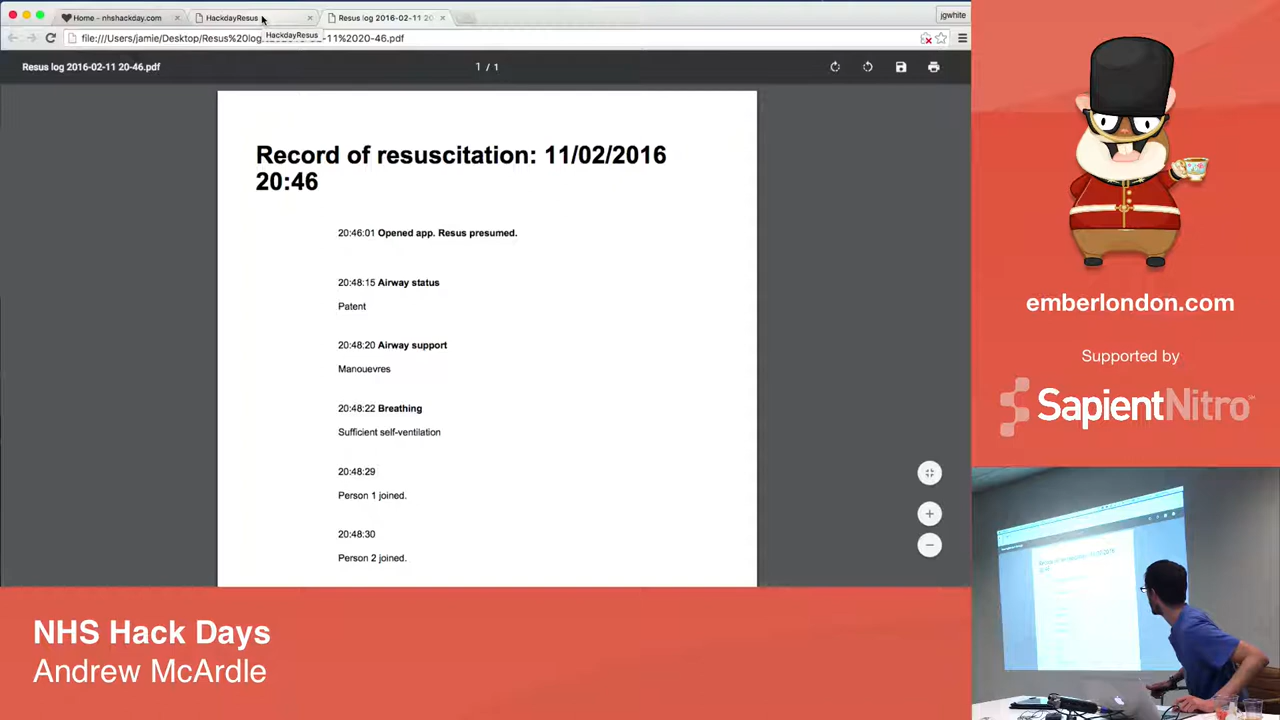 Home - nhshackday.com
HackdayResus
Resus log 2016-02-11 20
jgwhite
HackdayResus
file:///Users/jamie/Desktop/Resus%20log
11%2020-46.pdf
Resus log 2016-02-11 20-46.pdf
1 / 1
Record of resuscitation: 11/02/2016
20:46
20:46:01 Opened app. Resus presumed.
20:48:15 Airway status
Patent
20:48:20 Airway support
Manouevres
20:48:22 Breathing
Sufficient self-ventilation
20:48:29
Person 1 joined.
20:48:30
Person 2 joined.
emberlondon.com
Supported by
SapientNitro
NHS Hack Days
Andrew McArdle